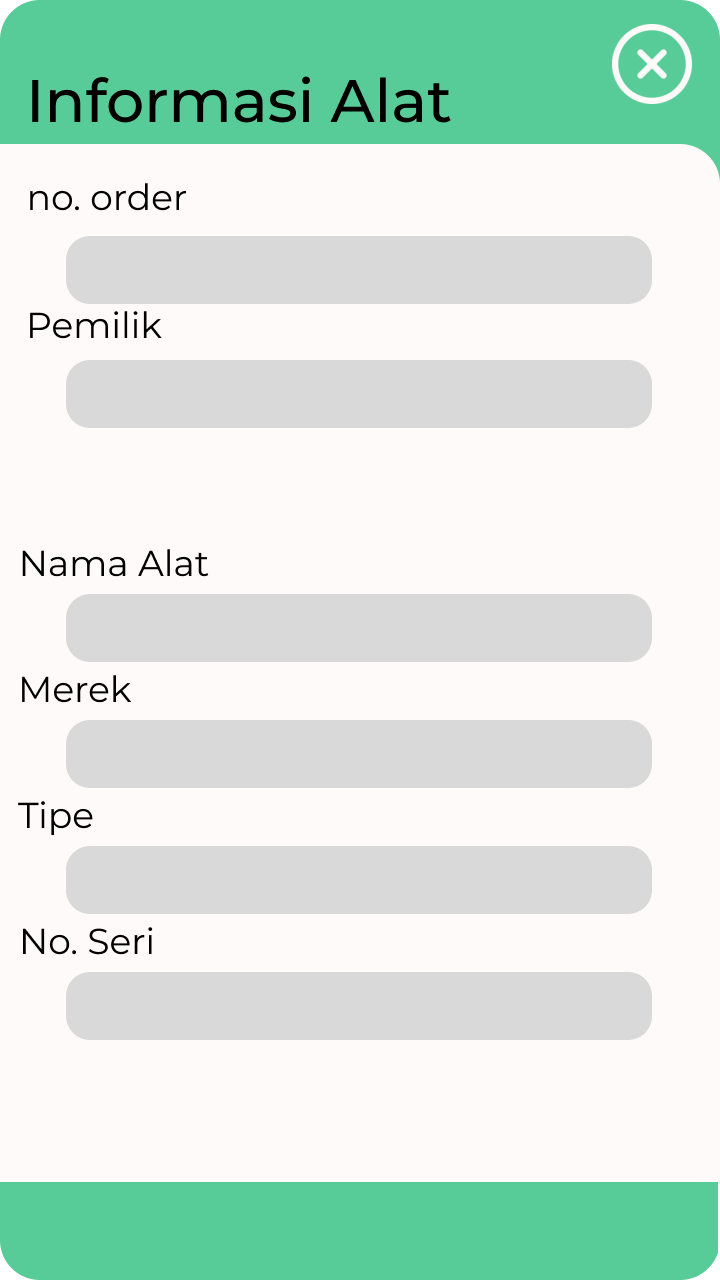 Informasi Alat
no. order
Pemilik
Nama Alat
Merek
Tipe
No. Seri